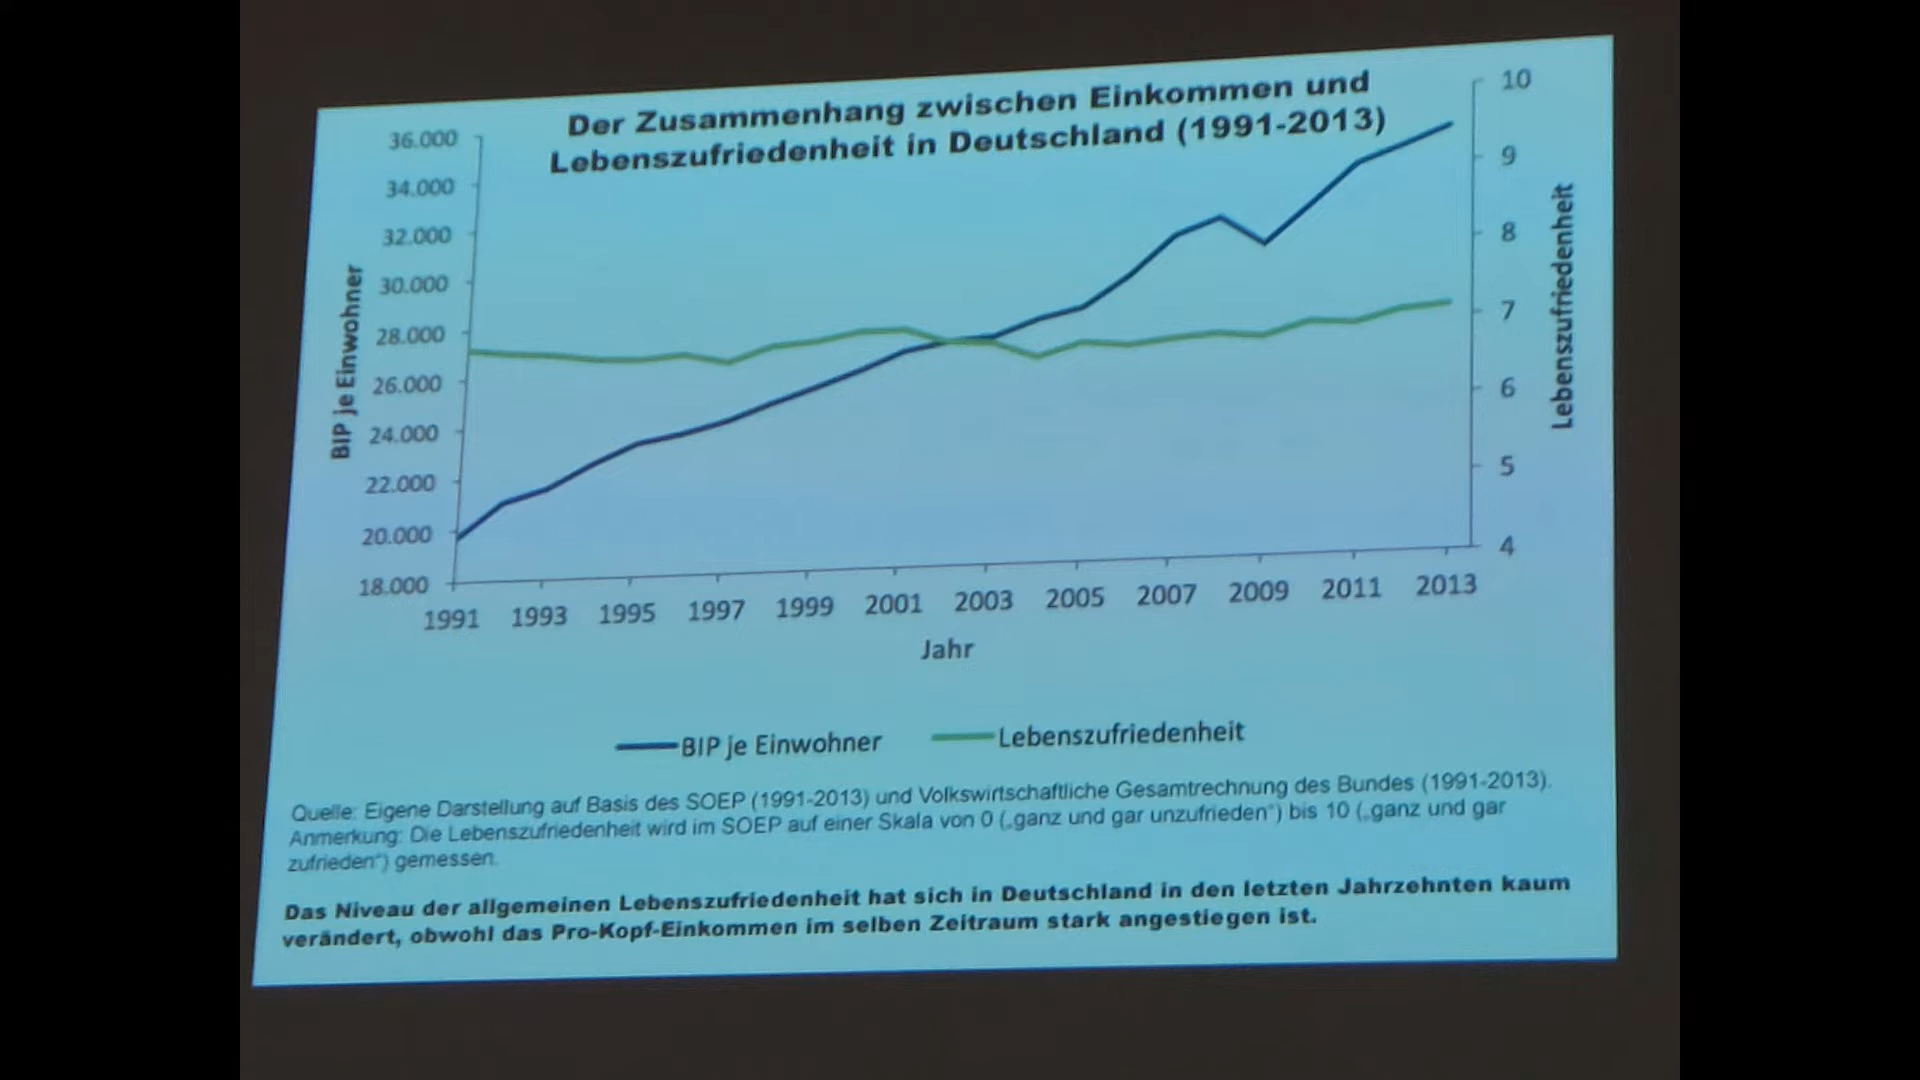 Der Zusammenhang zwischen Einkommen und
Lebenszufriedenheit in Deutschland (1991-2013)
36.000
34.000
32.000
30.000
28.000
26.000
24.000
22.000
20.000
18.000
BIP je Einwohner
10
9
8
7
6
5
4
Lebenszufriedenheit
1991 1993 1995 1997 1999 2001 2003 2005 2007 2009 2011 2013
Jahr
BIP je Einwohner Lebenszufriedenheit
Quelle: Eigene Darstellung auf Basis des SOEP (1991-2013) und Volkswirtschaftliche Gesamtrechnung des Bundes (1991-2013).
Anmerkung: Die Lebenszufriedenheit wird im SOEP auf einer Skala von 0 („ganz und gar unzufrieden“) bis 10 („ganz und gar
zufrieden“) gemessen.
Das Niveau der allgemeinen Lebenszufriedenheit hat sich in Deutschland in den letzten Jahrzehnten kaum
verändert, obwohl das Pro-Kopf-Einkommen im selben Zeitraum stark angestiegen ist.